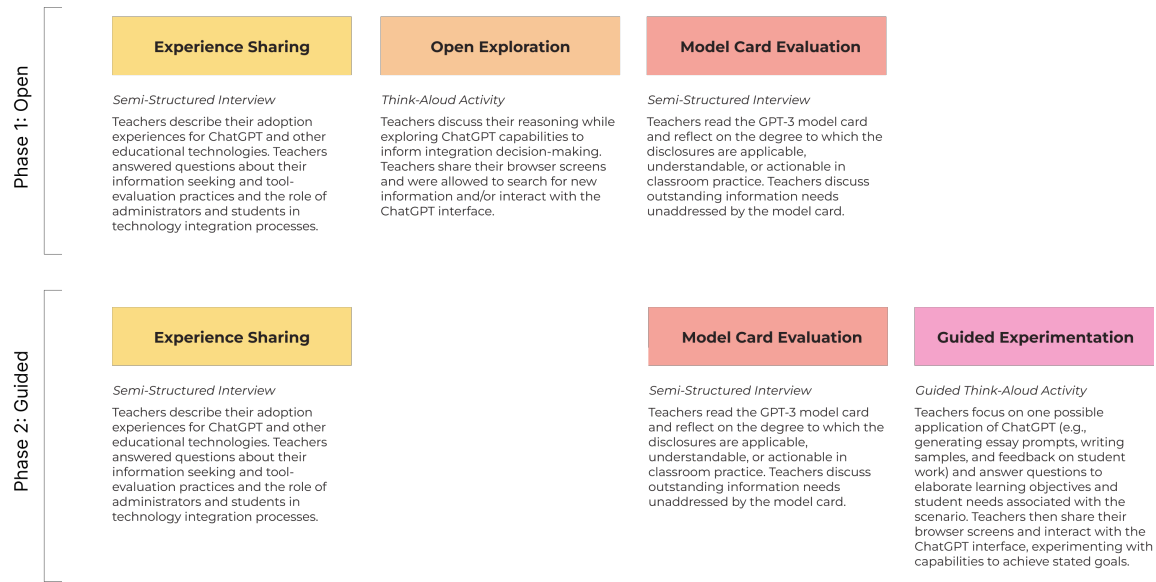 Phase 1: Open
Experience Sharing
Semi-Structured Interview
Teachers describe their adoption
experiences for ChatGPT and other
educational technologies. Teachers
answered questions about their
information seeking and tool-
evaluation practices and the role of
administrators and students in
technology integration processes.
Open Exploration
Think-Aloud Activity
Teachers discuss their reasoning while
exploring ChatGPT capabilities to
inform integration decision-making.
Teachers share their browser screens
and were allowed to search for new
information and/or interact with the
ChatGPT interface.
Model Card Evaluation
Semi-Structured Interview
Teachers read the GPT-3 model card
and reflect on the degree to which the
disclosures are applicable,
understandable, or actionable in
classroom practice. Teachers discuss
outstanding information needs
unaddressed by the model card.
Phase 2: Guided
Experience Sharing
Semi-Structured Interview
Teachers describe their adoption
experiences for ChatGPT and other
educational technologies. Teachers
answered questions about their
information seeking and tool-
evaluation practices and the role of
administrators and students in
technology integration processes.
Model Card Evaluation
Semi-Structured Interview
Teachers read the GPT-3 model card
and reflect on the degree to which the
disclosures are applicable,
understandable, or actionable in
classroom practice. Teachers discuss
outstanding information needs
unaddressed by the model card.
Guided Experimentation
Guided Think-Aloud Activity
Teachers focus on one possible
application of ChatGPT (e.g.,
generating essay prompts, writing
samples, and feedback on student
work) and answer questions to
elaborate learning objectives and
student needs associated with the
scenario. Teachers then share their
browser screens and interact with the
ChatGPT interface, experimenting with
capabilities to achieve stated goals.